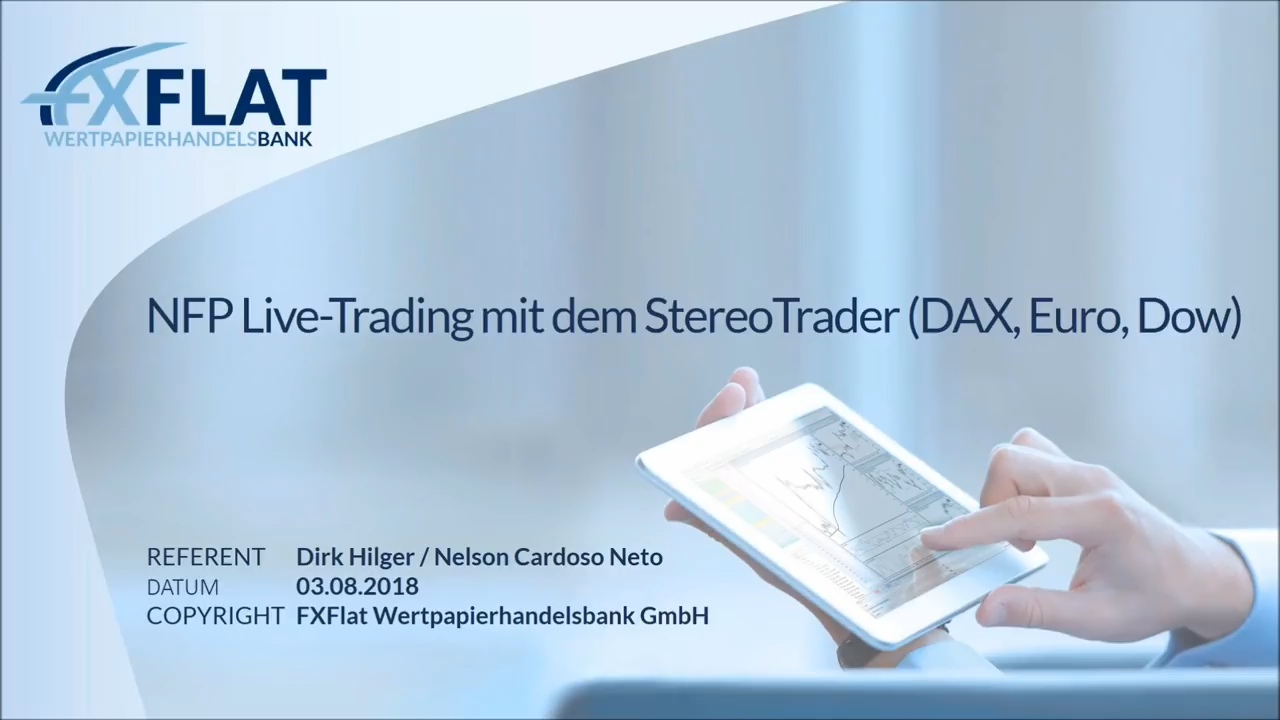 FXFLAT
WERTPAPIERHANDELSBANK
NFP Live-Trading mit dem StereoTrader (DAX, Euro, Dow)
REFERENT Dirk Hilger / Nelson Cardoso Neto
DATUM 03.08.2018
COPYRIGHT FXFlat Wertpapierhandelsbank GmbH